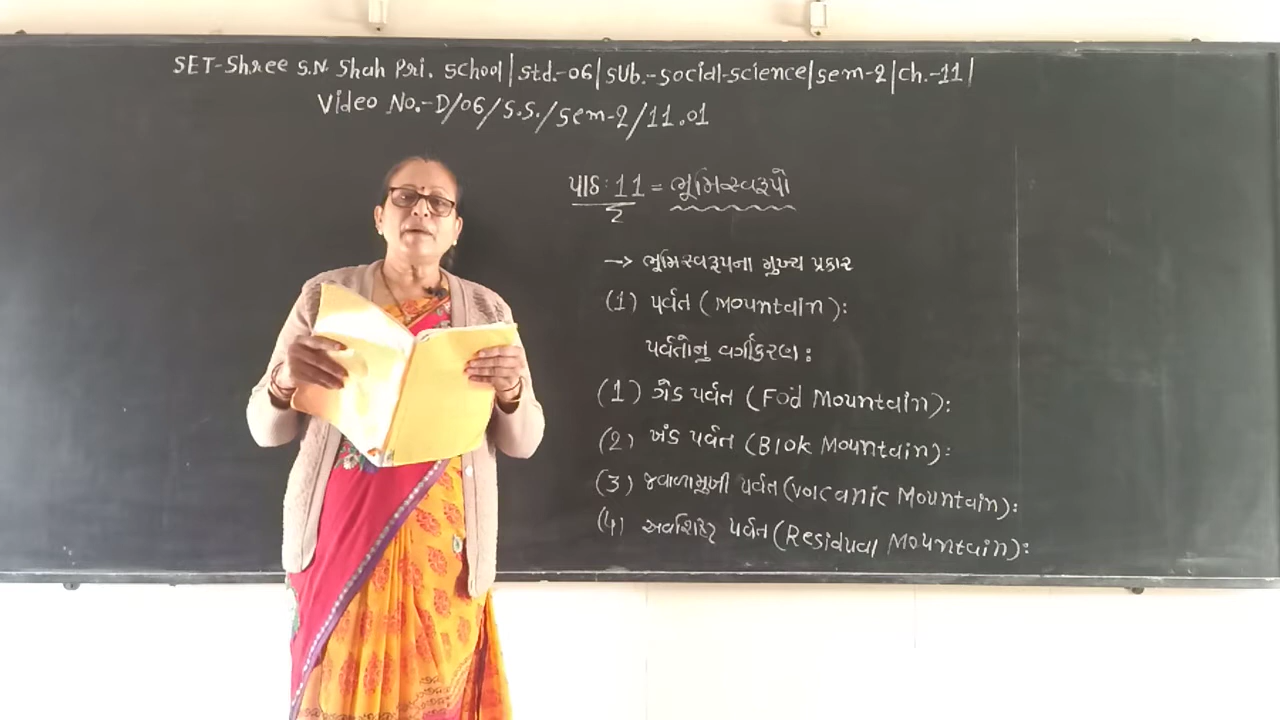 SET-Shree S.N. Shah Pri. School|Std.-06|SUb.-Social-Science|Sem-2|Ch.-11|
Video No.-D/06/S.S./Sem-2/11.01
પાઠ:11 = ભૂમિસ્વરૂપો
2
→ ભૂમિસ્વરૂપના મુખ્ય પ્રકાર
(1) પર્વત (Mountain):
પર્વતોનું વર્ગીકરણ:
(1) ગેડ પર્વત (Fod Mountain):
(2) ખંડ પર્વત (Blok Mountain):
(3) જવાળામુખી પર્વત (Volcanic Mountain):
(4) અવશિષ્ટ પર્વત (Residual Mountain):